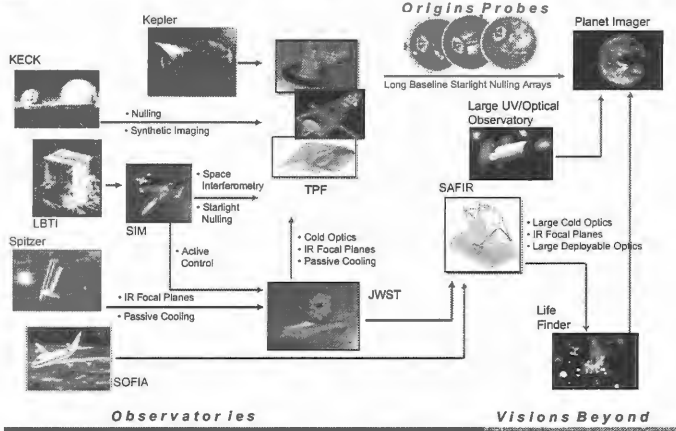 Origins Probes
Kepler
Planet Imager
KECK
Long Baseline Starlight Nulling Arrays
• Nulling
• Synthetic Imaging
Large UV/Optical
Observatory
• Space
Interferometry
• Starlight
Nulling
TPF
SAFIR
LBTI
SIM
• Large Cold Optics
• IR Focal Planes
• Large Deployable Optics
Spitzer
• Active
Control
• Cold Optics
• IR Focal Planes
• Passive Cooling
JWST
• IR Focal Planes
• Passive Cooling
Life
Finder
SOFIA
Observatories
Visions Beyond